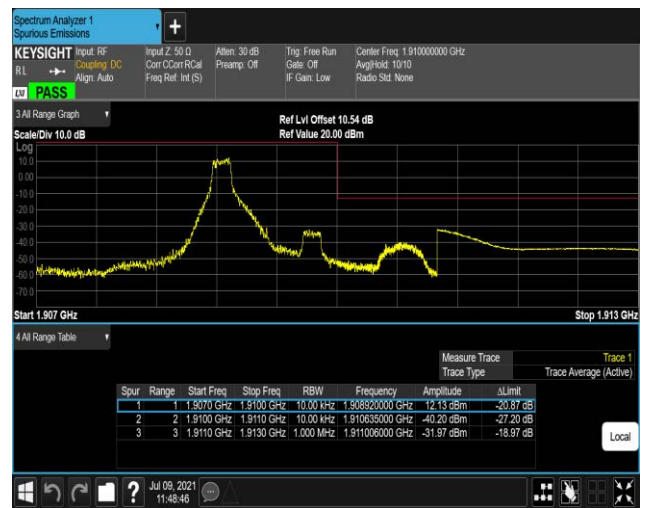 Spectrum Analyzer 1
Spurious Emissions
+
KEYSIGHT Input: RF Input Z: 50 Ω Atten: 30 dB Trig: Free Run Center Freq: 1.910000000 GHz
R L Coupling: DC Corr CCorr RCal Preamp: Off Gate: Off Avg|Hold: 10/10
Align: Auto Freq Ref: Int (S) IF Gain: Low Radio Std: None
LXI PASS
3 All Range Graph
Ref Lvl Offset 10.54 dB
Scale/Div 10.0 dB Ref Value 20.00 dBm
Log
10.0
0.00
-10.0
-20.0
-30.0
-40.0
-50.0
-60.0
-70.0
Start 1.907 GHz Stop 1.913 GHz
4 All Range Table
Measure Trace Trace 1
Trace Type Trace Average (Active)
Spur Range Start Freq Stop Freq RBW Frequency Amplitude ΔLimit
1 1 1.9070 GHz 1.9100 GHz 10.00 kHz 1.908920000 GHz 12.13 dBm -20.87 dB
2 2 1.9100 GHz 1.9110 GHz 10.00 kHz 1.910635000 GHz -40.20 dBm -27.20 dB
3 3 1.9110 GHz 1.9130 GHz 1.000 MHz 1.911006000 GHz -31.97 dBm -18.97 dB
Local
? Jul 09, 2021
11:48:46